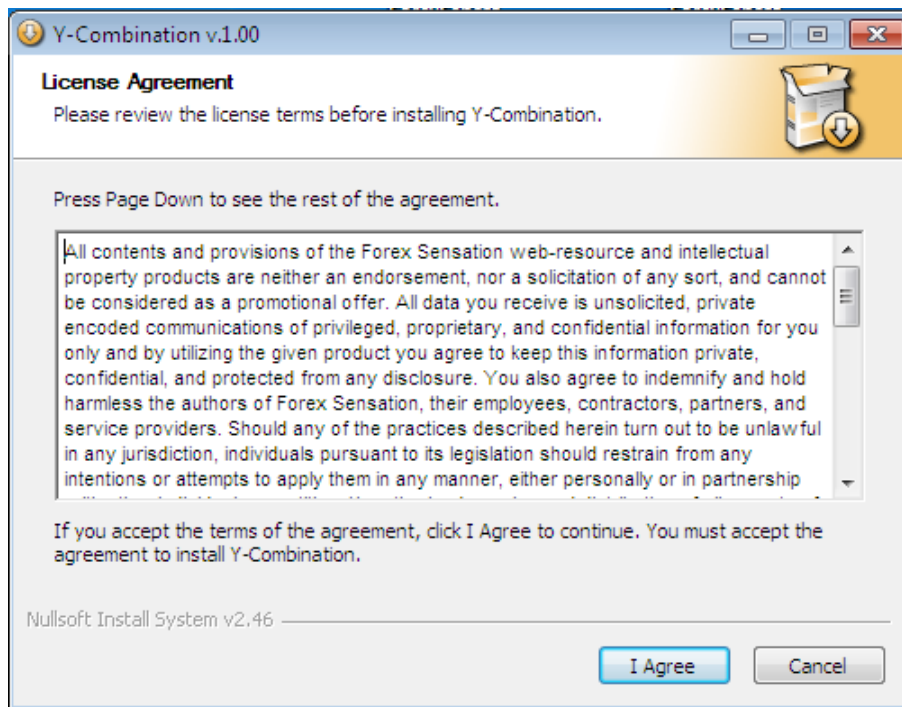 Y-Combination v.1.00
License Agreement
Please review the license terms before installing Y-Combination.
Press Page Down to see the rest of the agreement.
All contents and provisions of the Forex Sensation web-resource and intellectual
property products are neither an endorsement, nor a solicitation of any sort, and cannot
be considered as a promotional offer. All data you receive is unsolicited, private
encoded communications of privileged, proprietary, and confidential information for you
only and by utilizing the given product you agree to keep this information private,
confidential, and protected from any disclosure. You also agree to indemnify and hold
harmless the authors of Forex Sensation, their employees, contractors, partners, and
service providers. Should any of the practices described herein turn out to be unlawful
in any jurisdiction, individuals pursuant to its legislation should restrain from any
intentions or attempts to apply them in any manner, either personally or in partnership
If you accept the terms of the agreement, click I Agree to continue. You must accept the
agreement to install Y-Combination.
Nullsoft Install System v2.46
I Agree
Cancel